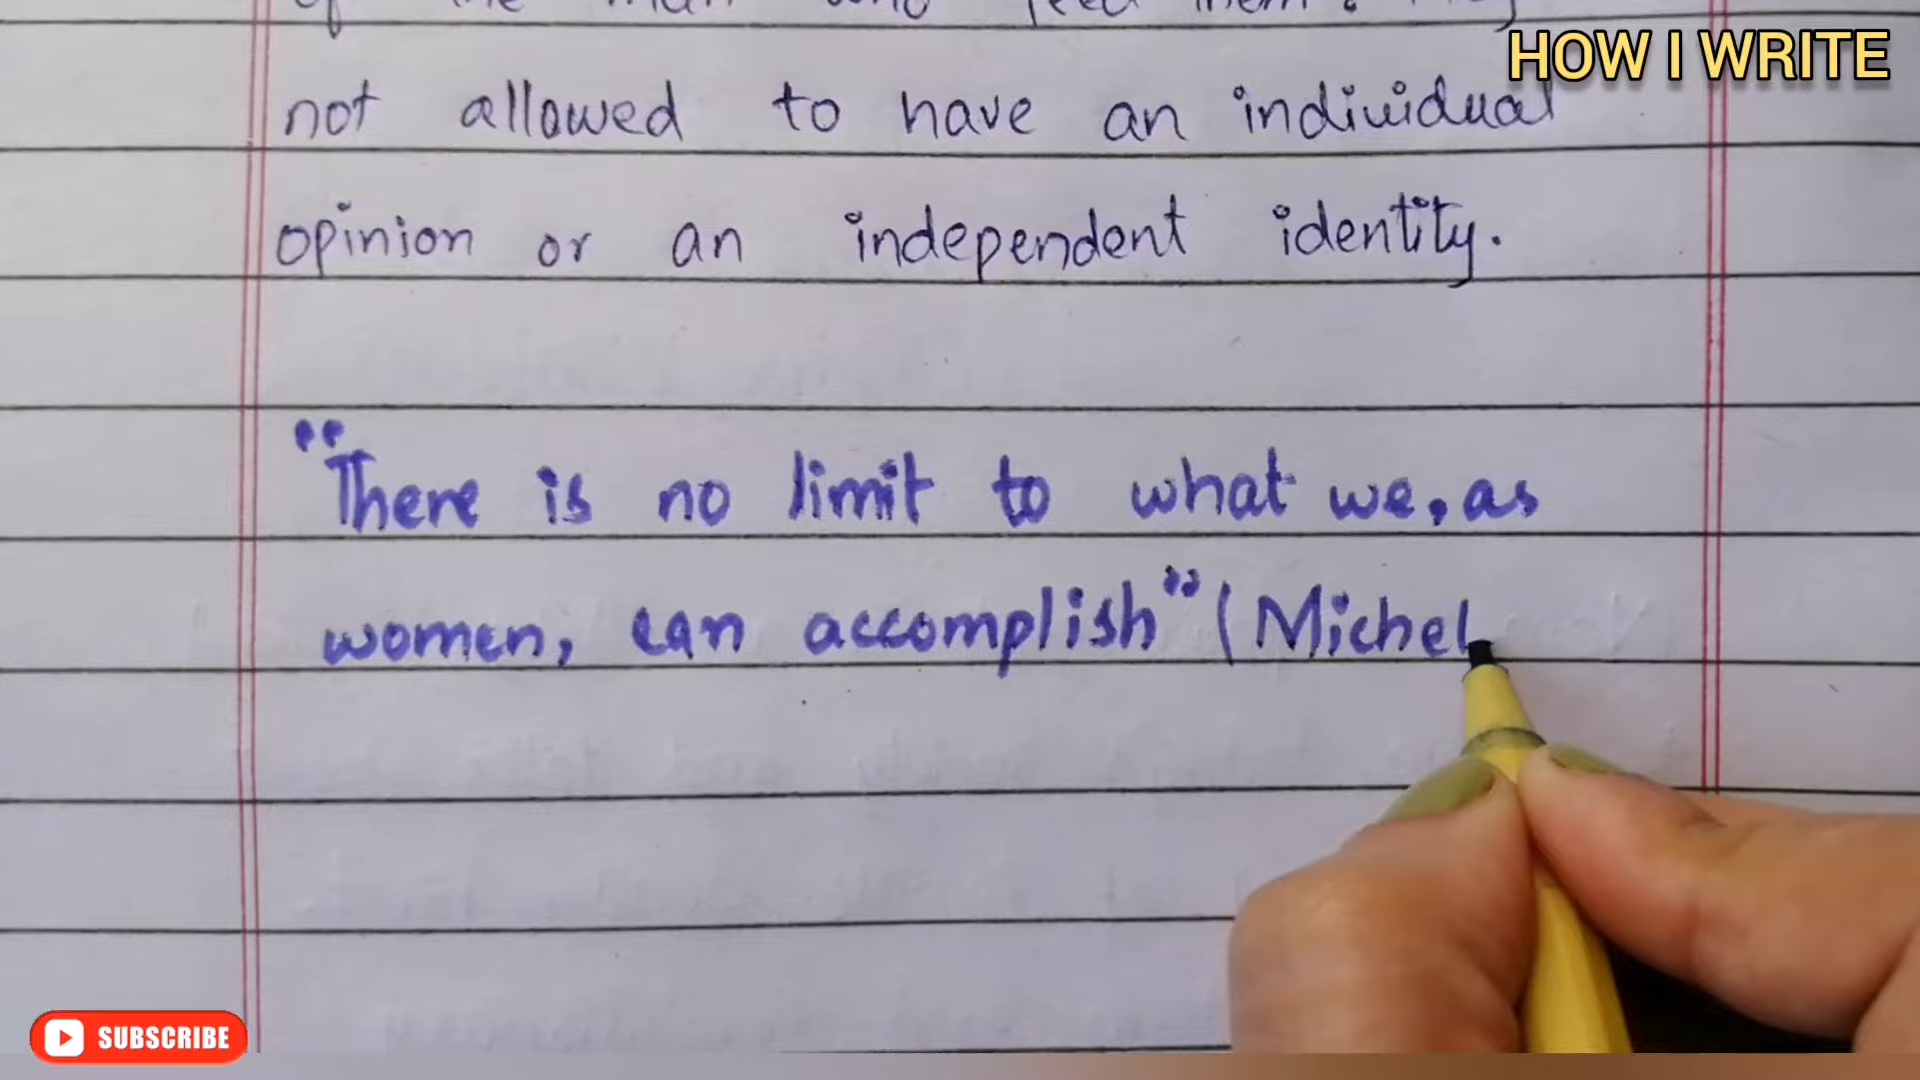 HOW I WRITE
not allowed to have an individual
opinion or an independent identity.
"There is no limit to what we, as
women, can accomplish" (Michel
SUBSCRIBE